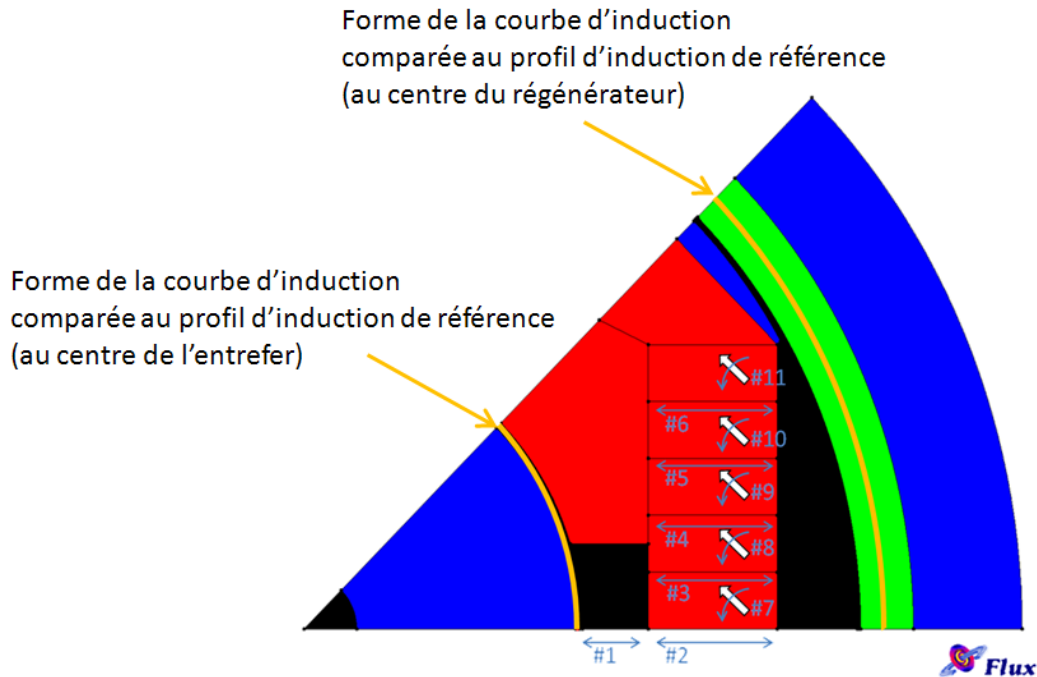 Forme de la courbe d’induction
comparée au profil d’induction de référence
(au centre du régénérateur)
Forme de la courbe d’induction
comparée au profil d’induction de référence
(au centre de l’entrefer)
#11
#6
#10
#5
#9
#4
#8
#3
#7
#1
#2
Flux